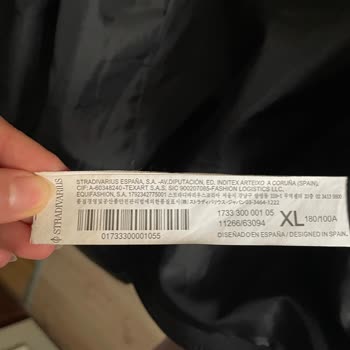 STRADIVARIUS
STRADIVARIUS ESPAÑA, S.A. -AV.DIPUTACIÓN, ED. INDITEX ARTEIXO A CORUÑA (SPAIN).
CIF: A-60348240-TEXART S.A.S. SIC 900207085-FASHION LOGISTICS LLC,
EQUIFASHION, S.A. 1792342775001
01733300001055
1733 300 001 05
11266/63094
XL 180/100A
DISEÑADO EN ESPAÑA / DESIGNED IN SPAIN.